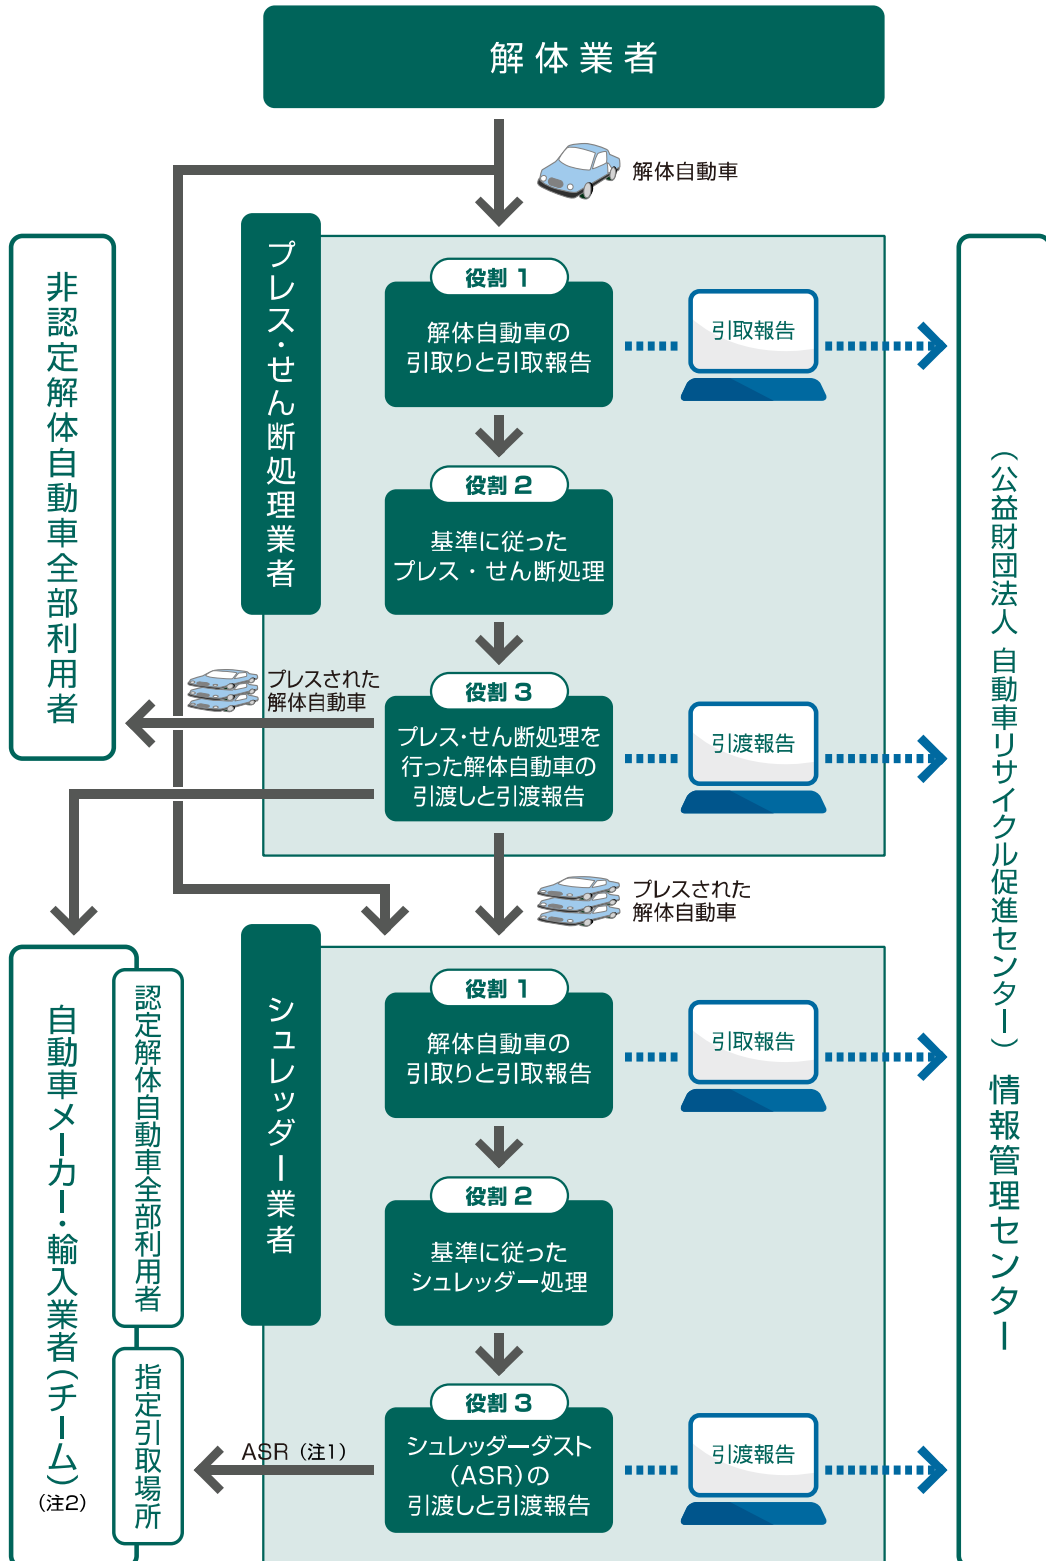 解体業者
解体自動車
非認定解体自動車全部利用者
プレス・せん断処理業者
役割 1
解体自動車の
引取りと引取報告
引取報告
役割 2
基準に従った
プレス・せん断処理
役割 3
プレス・せん断処理を
行った解体自動車の
引渡しと引渡報告
引渡報告
プレスされた
解体自動車
プレスされた
解体自動車
シュレッダー業者
役割 1
解体自動車の
引取りと引取報告
引取報告
役割 2
基準に従った
シュレッダー処理
役割 3
シュレッダーダスト
(ASR)の
引渡しと引渡報告
引渡報告
ASR（注1）
自動車メーカー・輸入業者(チーム)
（注2）
認定解体自動車全部利用者
指定引取場所
（公益財団法人 自動車リサイクル促進センター） 情報管理センター